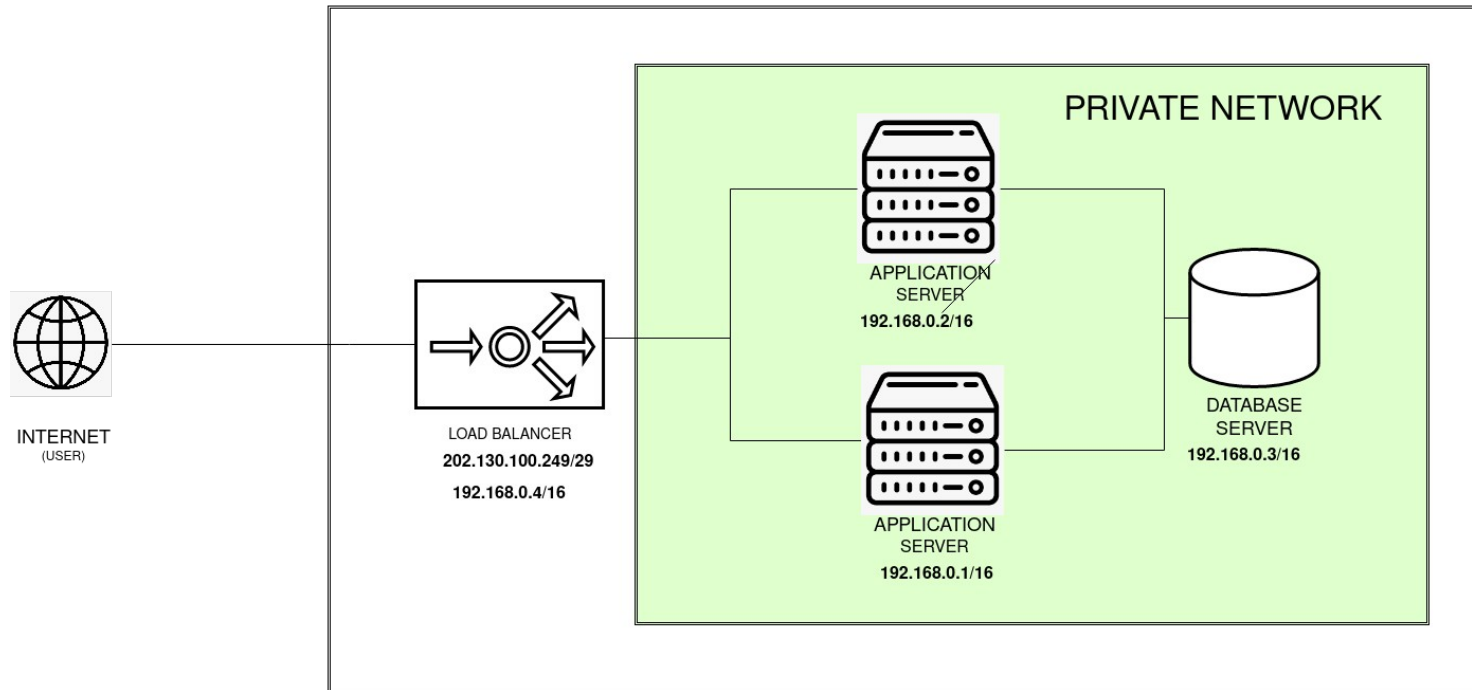 PRIVATE NETWORK
APPLICATION
SERVER
192.168.0.2/16
INTERNET
(USER)
LOAD BALANCER
202.130.100.249/29
192.168.0.4/16
DATABASE
SERVER
192.168.0.3/16
APPLICATION
SERVER
192.168.0.1/16